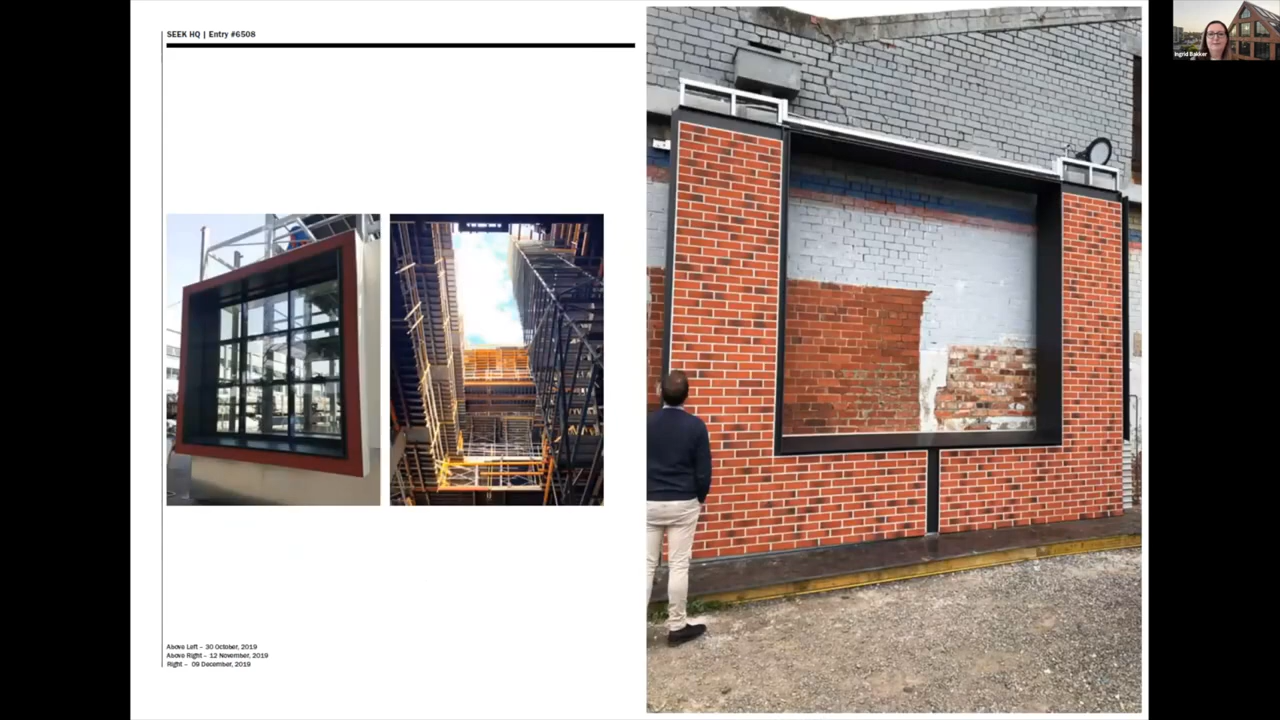 SEEK HQ | Entry #6508
Ingrid Bakker
Above Left - 30 October, 2019
Above Right - 12 November, 2019
Right - 09 December, 2019